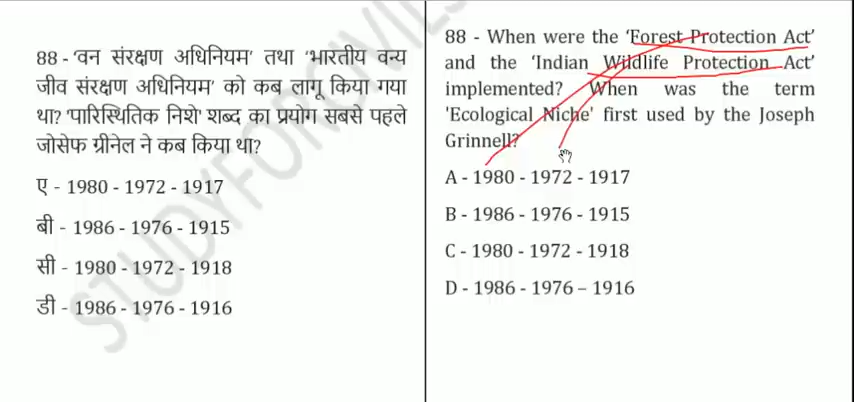 88 - 'वन संरक्षण अधिनियम' तथा 'भारतीय वन्य
जीव संरक्षण अधिनियम' को कब लागू किया गया
था? 'पारिस्थितिक निशे' शब्द का प्रयोग सबसे पहले
जोसेफ ग्रीनेल ने कब किया था?
ए - 1980 - 1972 - 1917
बी - 1986 - 1976 - 1915
सी - 1980 - 1972 - 1918
डी - 1986 - 1976 - 1916
88 - When were the 'Forest Protection Act'
and the 'Indian Wildlife Protection Act'
implemented? When was the term
'Ecological Niche' first used by the Joseph
Grinnell?
A - 1980 - 1972 - 1917
B - 1986 - 1976 - 1915
C - 1980 - 1972 - 1918
D - 1986 - 1976 – 1916
STUDYFORCIVIL